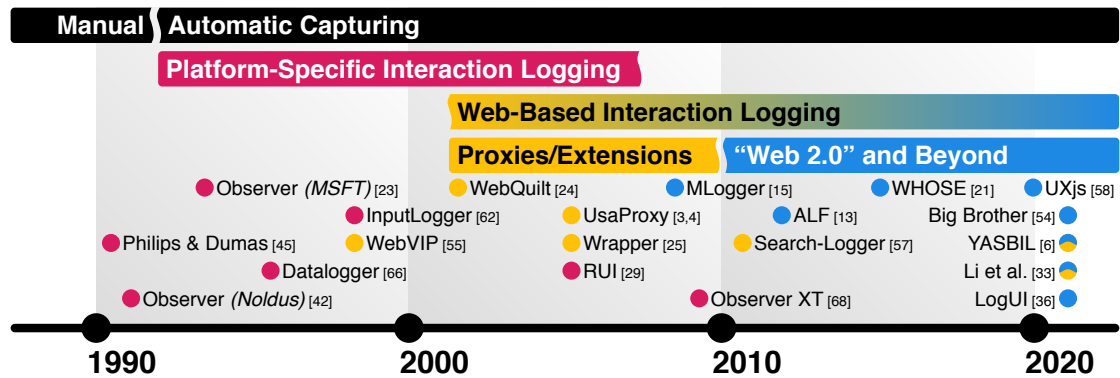 Manual Automatic Capturing
Platform-Specific Interaction Logging
Web-Based Interaction Logging
Proxies/Extensions “Web 2.0” and Beyond
Observer (MSFT) [23] WebQuilt [24] MLogger [15] WHOSE [21] UXjs [58]
InputLogger [62] UsaProxy [3,4] ALF [13] Big Brother [54]
Philips & Dumas [45] WebVIP [55] Wrapper [25] Search-Logger [57] YASBIL [6]
Datalogger [66] RUI [29] Li et al. [33]
Observer (Noldus) [42] Observer XT [68] LogUI [36]
1990 2000 2010 2020